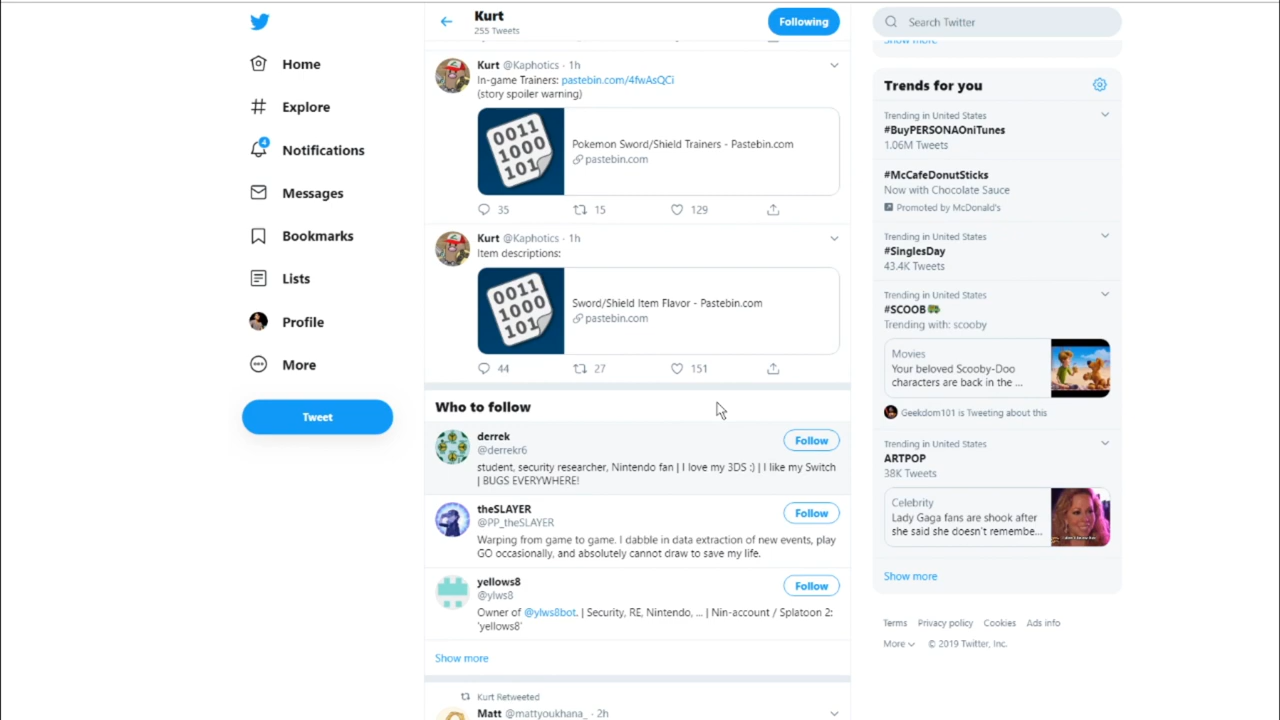 Home
Explore
4
Notifications
Messages
Bookmarks
Lists
Profile
More
Tweet
Kurt
255 Tweets
Following
Kurt @Kaphotics · 1h
In-game Trainers: pastebin.com/4fwAsQCi
(story spoiler warning)
0011
1000
101
Pokemon Sword/Shield Trainers - Pastebin.com
pastebin.com
35 15 129
Kurt @Kaphotics · 1h
Item descriptions:
0011
1000
101
Sword/Shield Item Flavor - Pastebin.com
pastebin.com
44 27 151
Who to follow
derrek
@derrekr6
Follow
student, security researcher, Nintendo fan | I love my 3DS :) | I like my Switch
| BUGS EVERYWHERE!
theSLAYER
@PP_theSLAYER
Follow
Warping from game to game. I dabble in data extraction of new events, play
GO occasionally, and absolutely cannot draw to save my life.
yellows8
@ylws8
Follow
Owner of @ylws8bot. | Security, RE, Nintendo, ... | Nin-account / Splatoon 2:
'yellows8'
Show more
Kurt Retweeted
Matt @mattyoukhana_ · 2h
Search Twitter
Show more
Trends for you
Trending in United States
#BuyPERSONAOniTunes
1.06M Tweets
#McCafeDonutSticks
Now with Chocolate Sauce
Promoted by McDonald's
Trending in United States
#SinglesDay
43.4K Tweets
Trending in United States
#SCOOB
Trending with: scooby
Movies
Your beloved Scooby-Doo
characters are back in the ...
Geekdom101 is Tweeting about this
Trending in United States
ARTPOP
38K Tweets
Celebrity
Lady Gaga fans are shook after
she said she doesn't remembe...
Show more
Terms Privacy policy Cookies Ads info
More © 2019 Twitter, Inc.